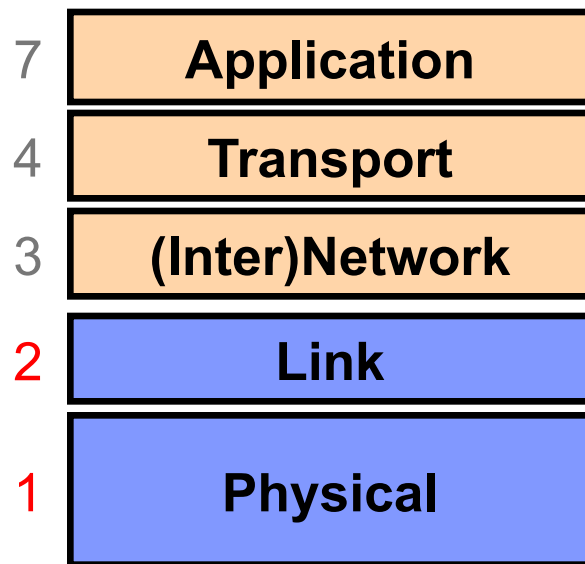 7 Application
4 Transport
3 (Inter)Network
2 Link
1 Physical